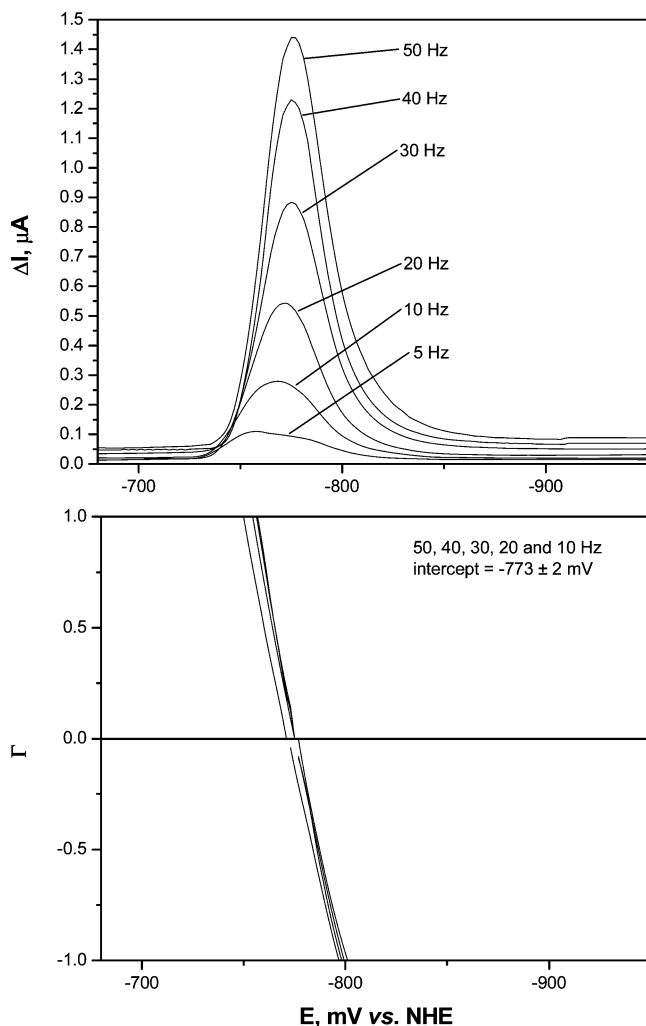 1.5
1.4
1.3
1.2
1.1
1.0
0.9
0.8
0.7
0.6
0.5
0.4
0.3
0.2
0.1
0.0
ΔI, μA
50 Hz
40 Hz
30 Hz
20 Hz
10 Hz
5 Hz
-700
-800
-900
1.0
0.5
0.0
-0.5
-1.0
Γ
50, 40, 30, 20 and 10 Hz
intercept = -773 ± 2 mV
-700
-800
-900
E, mV vs. NHE